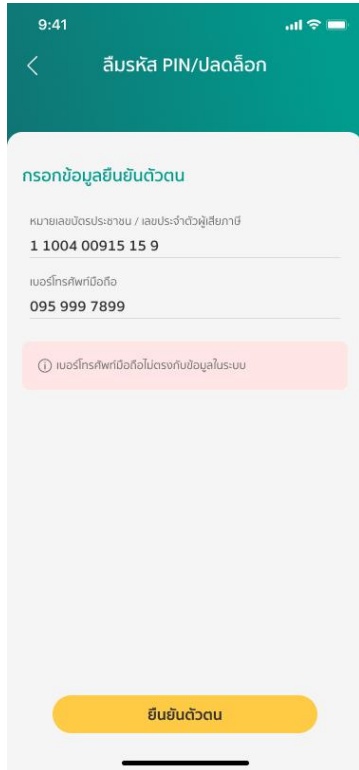 9:41
ลืมรหัส PIN/ปลดล็อก
กรอกข้อมูลยืนยันตัวตน
หมายเลขบัตรประชาชน / เลขประจำตัวผู้เสียภาษี
1 1004 00915 15 9
เบอร์โทรศัพท์มือถือ
095 999 7899
เบอร์โทรศัพท์มือถือไม่ตรงกับข้อมูลในระบบ
ยืนยันตัวตน